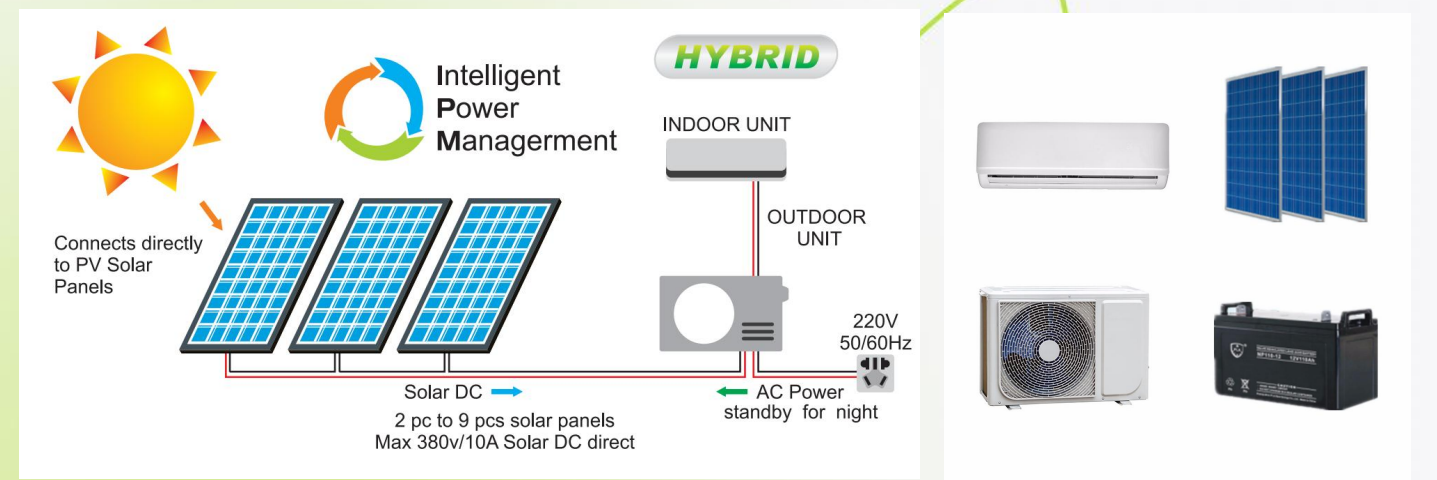 HYBRID
Intelligent
Power
Managerment
INDOOR UNIT
OUTDOOR
UNIT
Connects directly
to PV Solar
Panels
220V
50/60Hz
Solar DC
AC Power
standby for night
2 pc to 9 pcs solar panels
Max 380v/10A Solar DC direct